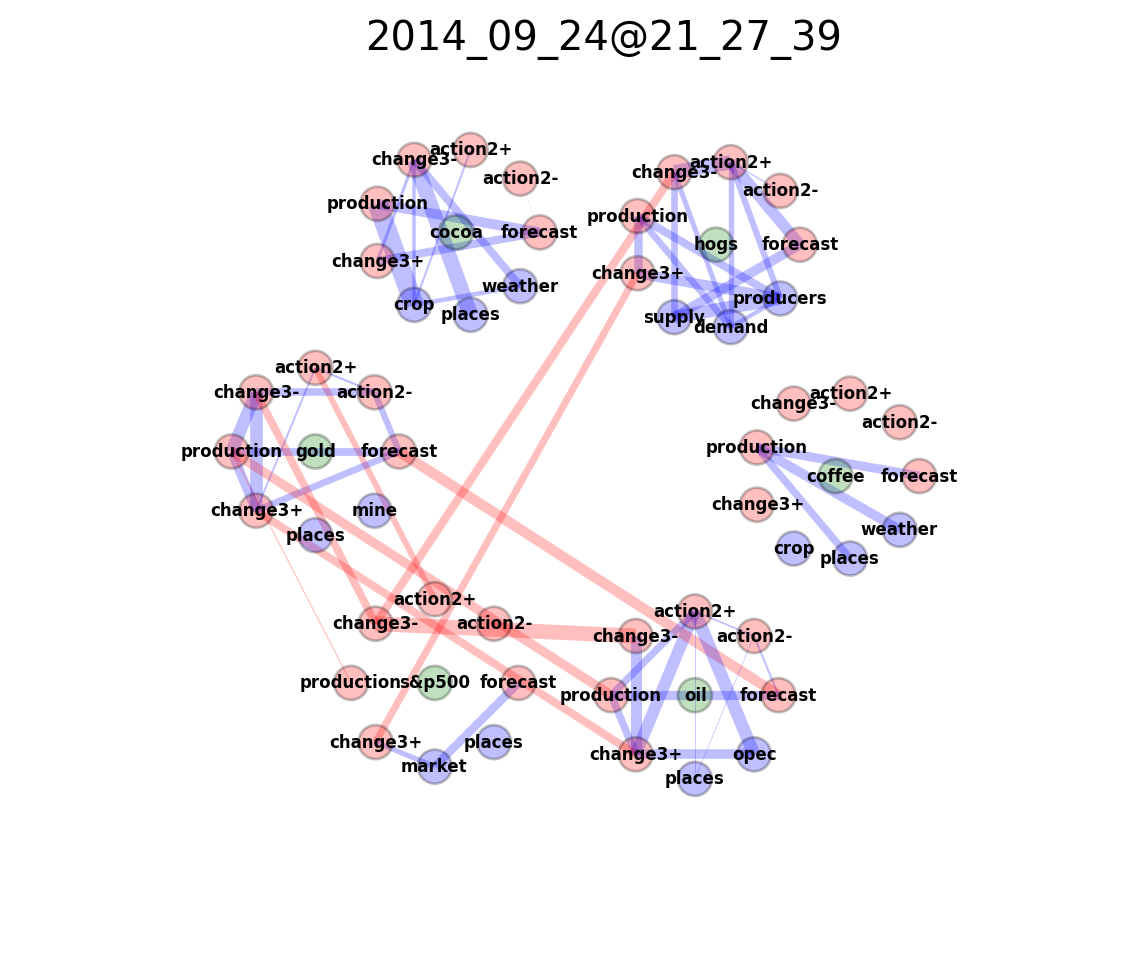 2014_09_24@21_27_39
change3-
action2+
action2-
production
cocoa
forecast
change3+
weather
crop
places
change3-
action2+
action2-
production
hogs
forecast
change3+
producers
supply
demand
action2+
change3-
action2-
production
gold
forecast
change3+
mine
places
change3-
action2+
action2-
production
coffee
forecast
change3+
weather
crop
places
action2+
change3-
action2-
production
s&p500
forecast
change3+
places
market
action2+
change3-
action2-
production
oil
forecast
change3+
opec
places